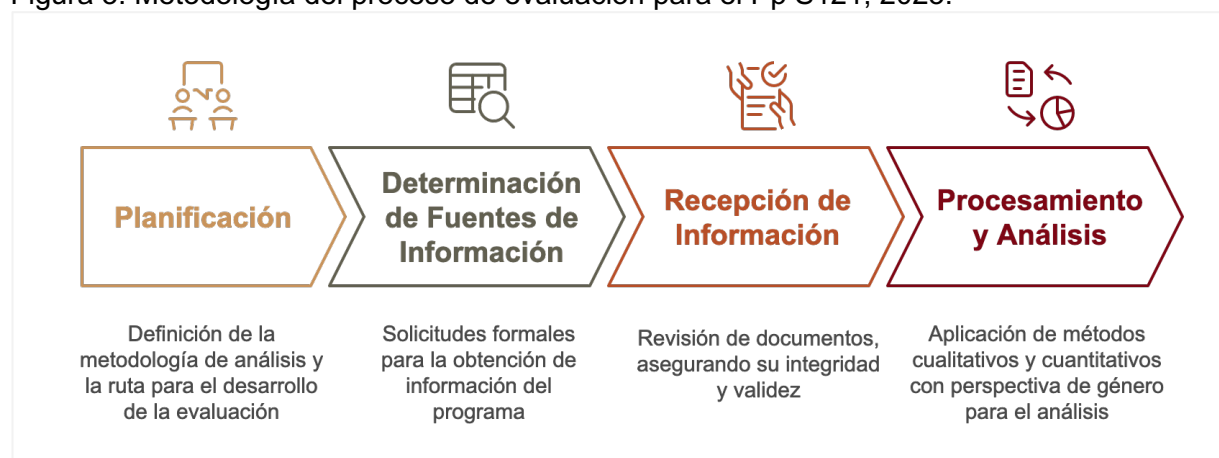 Planificación
Determinación
de Fuentes de
Información
Recepción de
Información
Procesamiento
y Análisis
Definición de la
metodología de análisis y
la ruta para el desarrollo
de la evaluación
Solicitudes formales
para la obtención de
información del
programa
Revisión de documentos,
asegurando su integridad
y validez
Aplicación de métodos
cualitativos y cuantitativos
con perspectiva de género
para el análisis